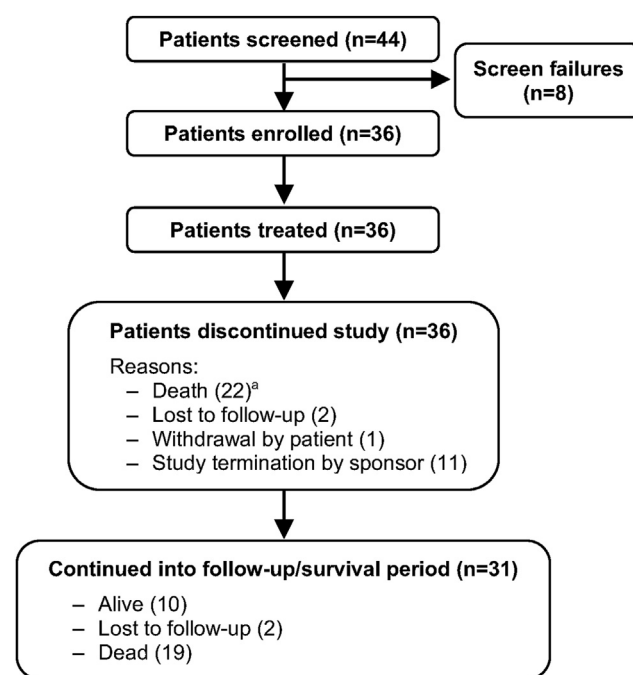 Patients screened (n=44)
Screen failures
(n=8)
Patients enrolled (n=36)
Patients treated (n=36)
Patients discontinued study (n=36)
Reasons:
– Death (22)ᵃ
– Lost to follow-up (2)
– Withdrawal by patient (1)
– Study termination by sponsor (11)
Continued into follow-up/survival period (n=31)
– Alive (10)
– Lost to follow-up (2)
– Dead (19)